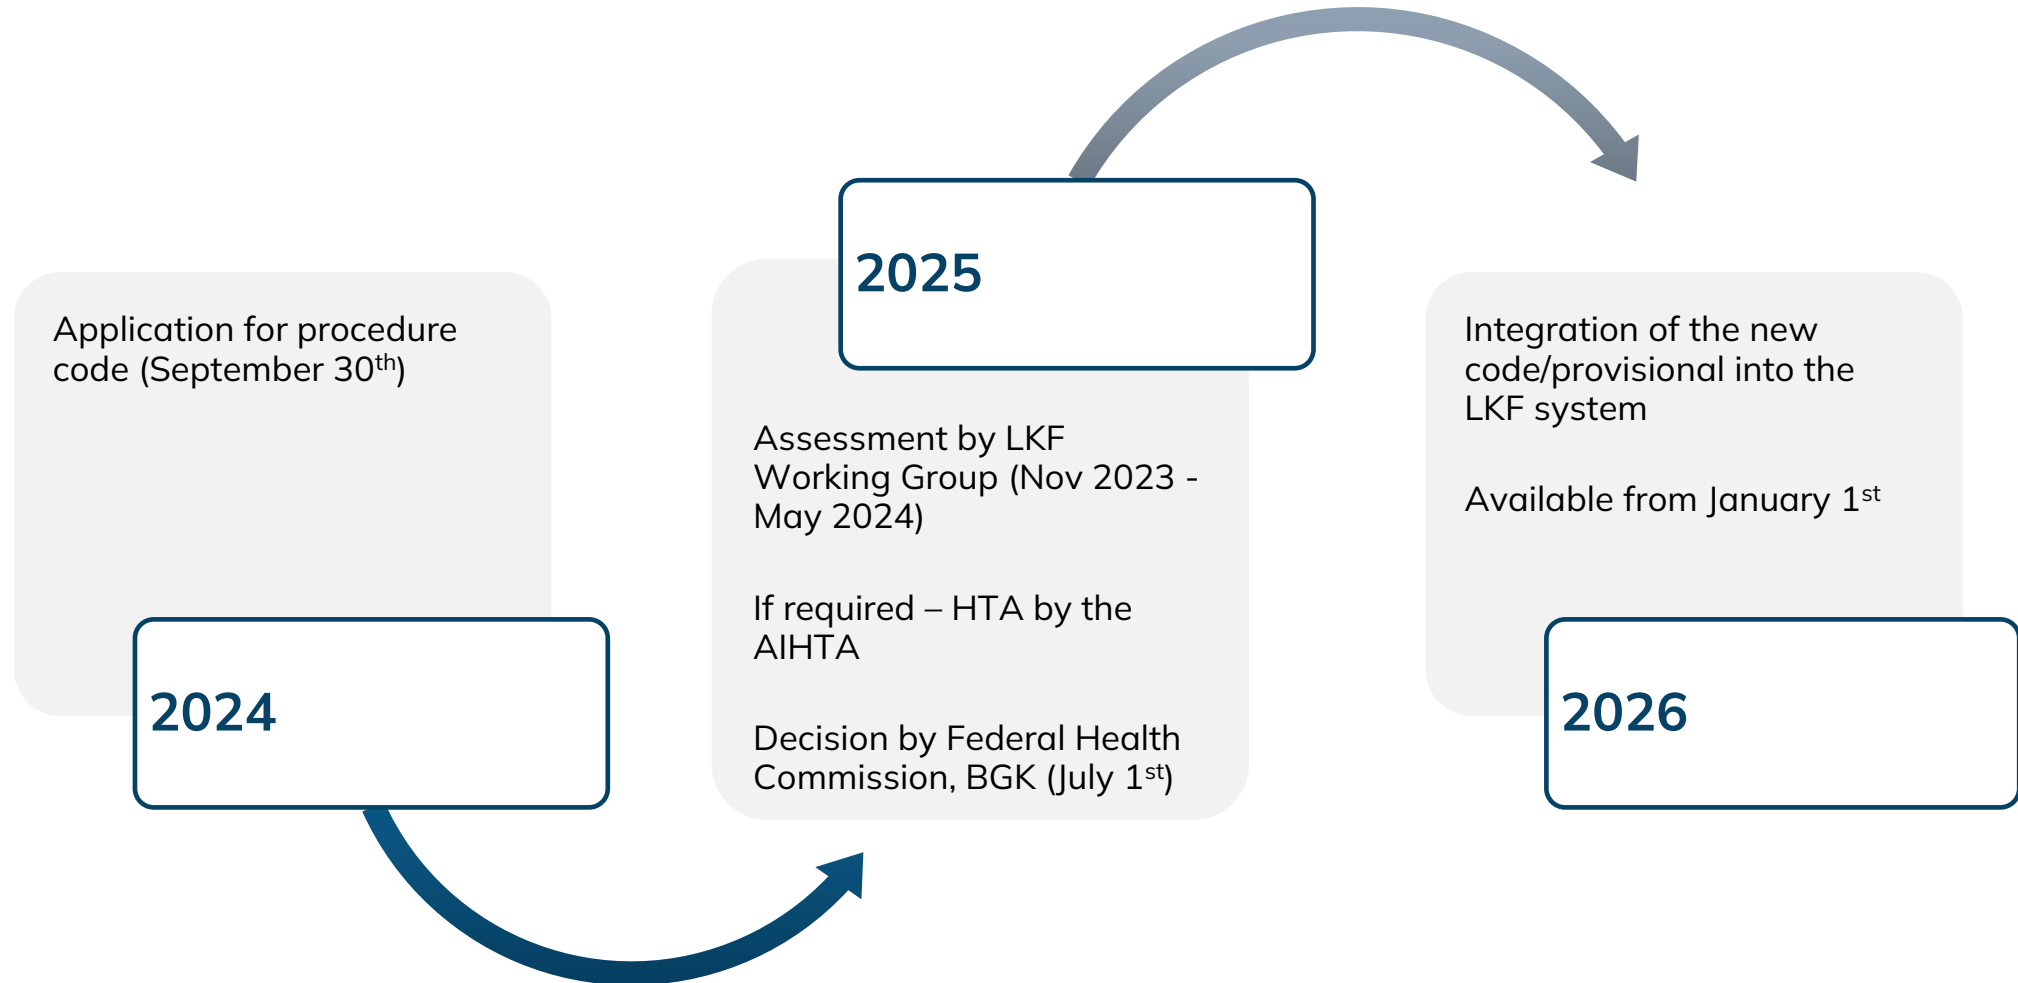 Application for procedure
code (September 30th)
2024
2025
Assessment by LKF
Working Group (Nov 2023 -
May 2024)
If required – HTA by the
AIHTA
Decision by Federal Health
Commission, BGK (July 1st)
Integration of the new
code/provisional into the
LKF system
Available from January 1st
2026